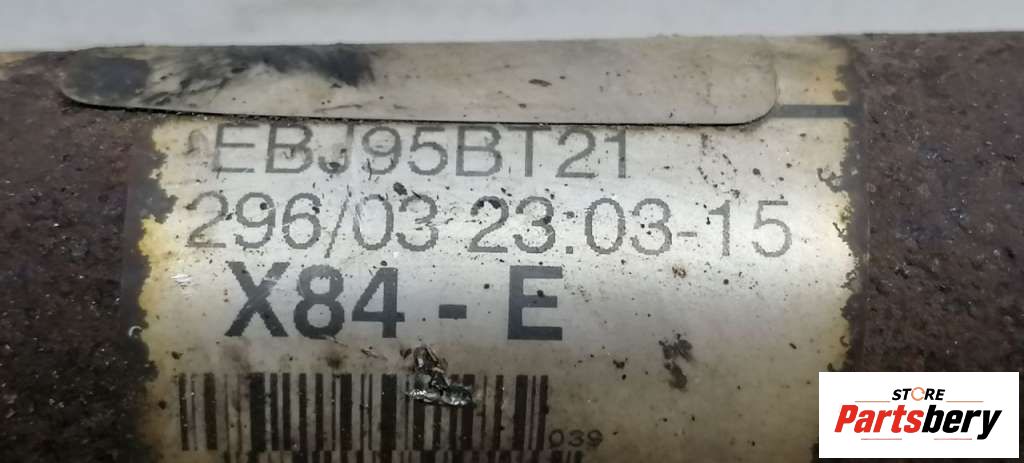 EBJ95BT21
296/03 23:03-15
X84 - E
039
STORE
Partsbery